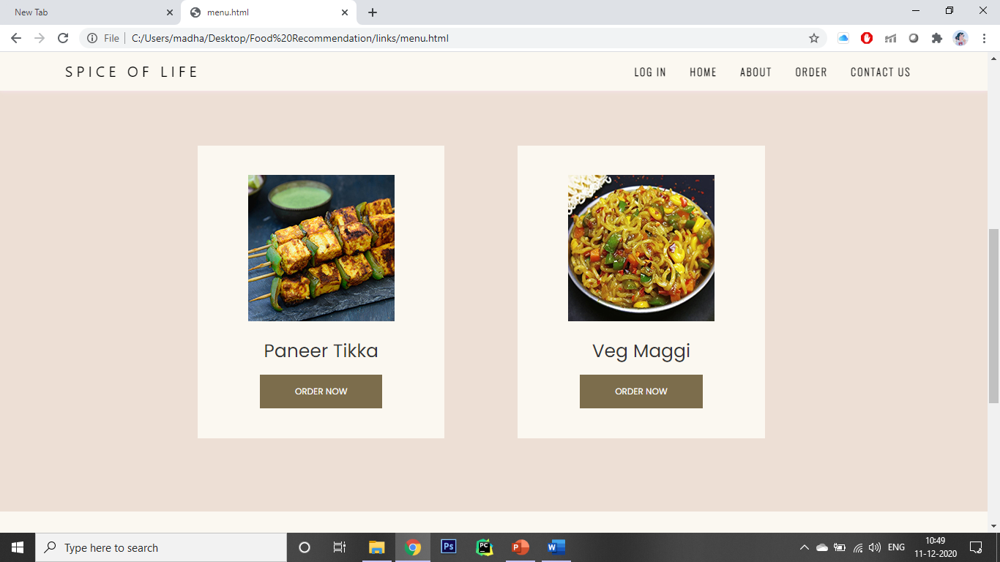 New Tab
menu.html
File
C:/Users/madha/Desktop/Food%20Recommendation/links/menu.html
SPICE OF LIFE
LOG IN HOME ABOUT ORDER CONTACT US
Paneer Tikka
ORDER NOW
Veg Maggi
ORDER NOW
Type here to search
Ps
PC
P
W
ENG
10:49
11-12-2020